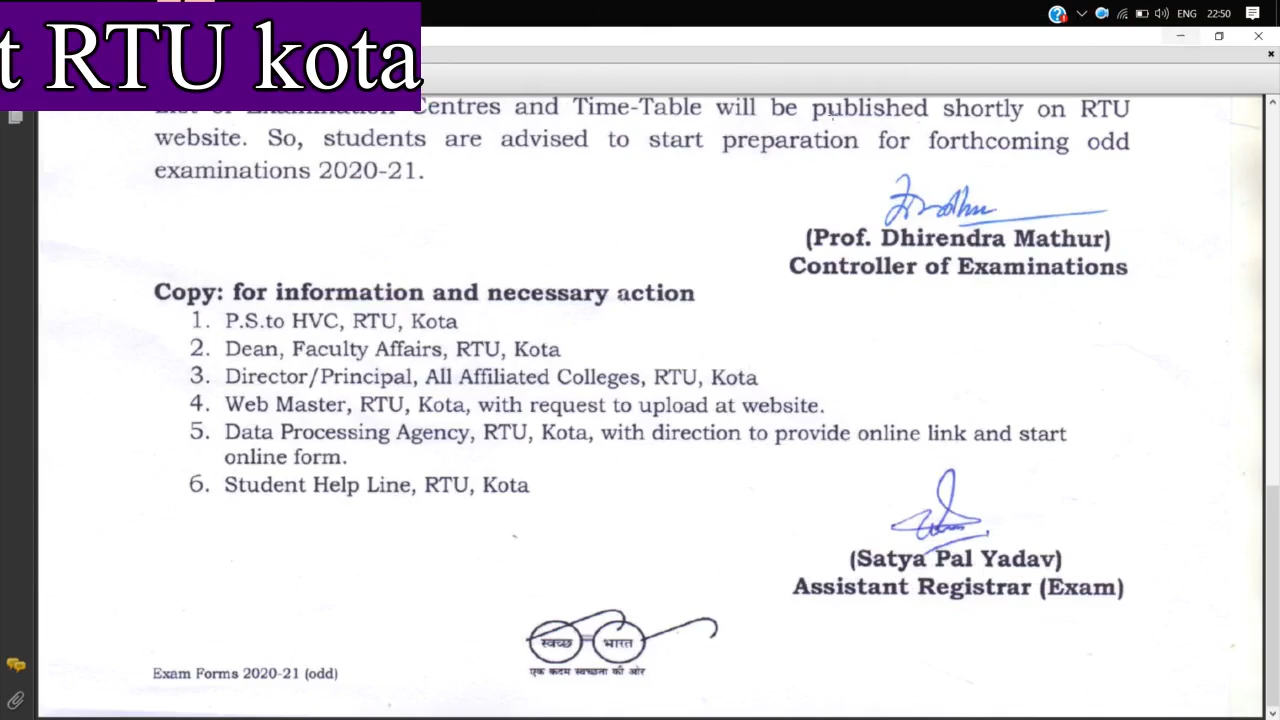 ENG 22:50
t RTU kota
List of Examination Centres and Time-Table will be published shortly on RTU
website. So, students are advised to start preparation for forthcoming odd
examinations 2020-21.
(Prof. Dhirendra Mathur)
Controller of Examinations
Copy: for information and necessary action
1. P.S.to HVC, RTU, Kota
2. Dean, Faculty Affairs, RTU, Kota
3. Director/Principal, All Affiliated Colleges, RTU, Kota
4. Web Master, RTU, Kota, with request to upload at website.
5. Data Processing Agency, RTU, Kota, with direction to provide online link and start
online form.
6. Student Help Line, RTU, Kota
(Satya Pal Yadav)
Assistant Registrar (Exam)
स्वच्छ भारत
एक कदम स्वच्छता की ओर
Exam Forms 2020-21 (odd)